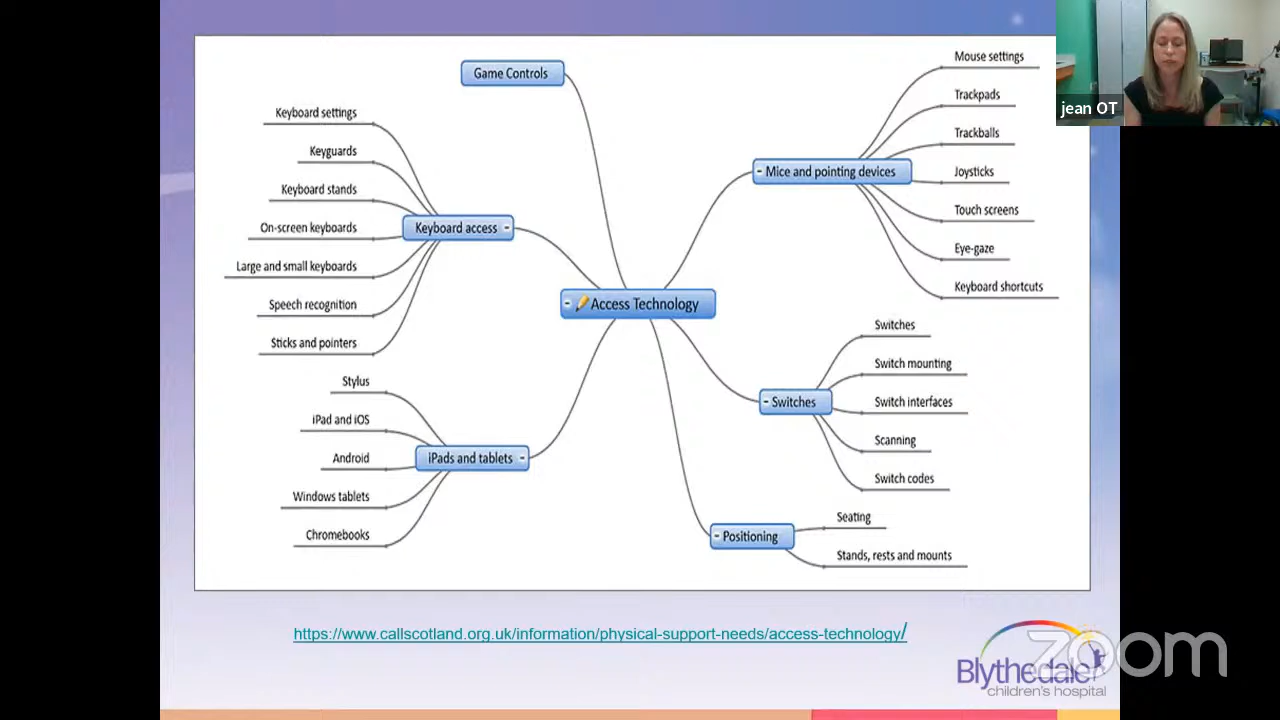 Game Controls
Keyboard settings
Keyguards
Keyboard stands
On-screen keyboards
Large and small keyboards
Speech recognition
Sticks and pointers
Keyboard access
Access Technology
Stylus
iPad and iOS
Android
Windows tablets
Chromebooks
iPads and tablets
Mouse settings
Trackpads
Trackballs
Joysticks
Touch screens
Eye-gaze
Keyboard shortcuts
Mice and pointing devices
Switches
Switch mounting
Switch interfaces
Scanning
Switch codes
Switches
Positioning
Seating
Stands, rests and mounts
jean OT
https://www.callscotland.org.uk/information/physical-support-needs/access-technology/
zoom
Blythedale
children's hospital